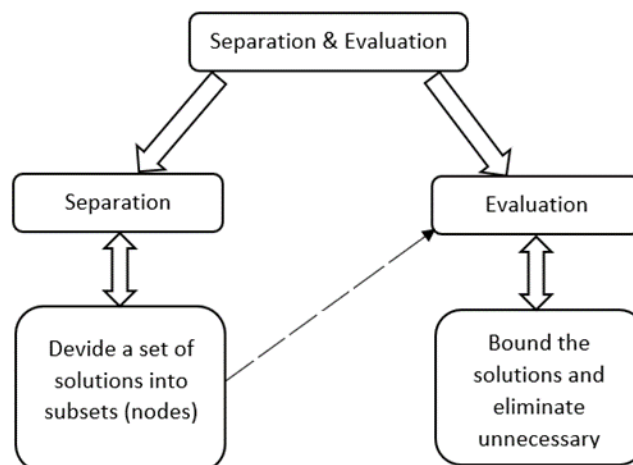 Separation & Evaluation
Separation
Evaluation
Devide a set of
solutions into
subsets (nodes)
Bound the
solutions and
eliminate
unnecessary